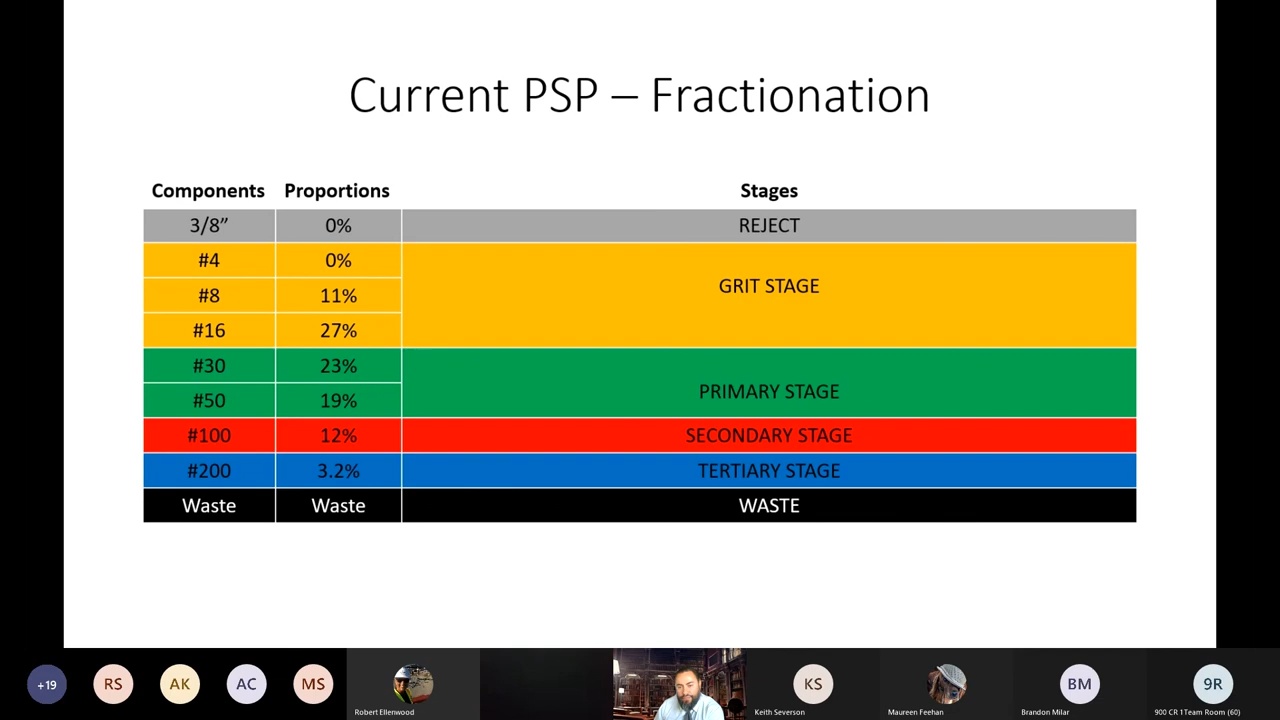 Current PSP – Fractionation
Components Proportions Stages
3/8” 0% REJECT
#4 0%
GRIT STAGE
#8 11%
#16 27%
#30 23%
PRIMARY STAGE
#50 19%
#100 12% SECONDARY STAGE
#200 3.2% TERTIARY STAGE
Waste Waste WASTE
+19 RS AK AC MS KS BM 9R
Robert Ellenwood Keith Severson Maureen Feehan Brandon Milar 900 CR 1Team Room (60)